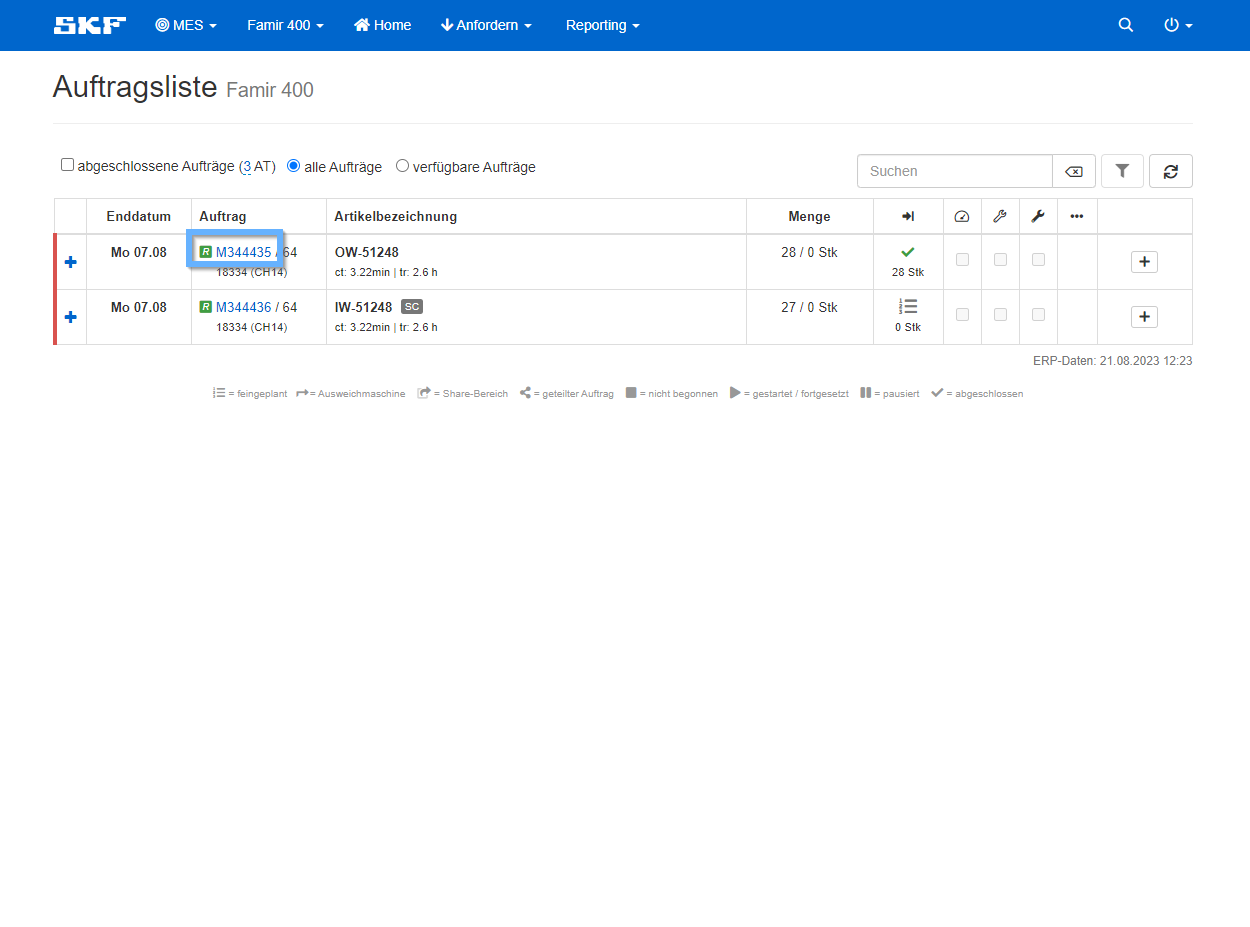 SKF MES Famir 400 Home Anfordern Reporting
Auftragsliste Famir 400
abgeschlossene Aufträge (3 AT) alle Aufträge verfügbare Aufträge Suchen
Enddatum Auftrag Artikelbezeichnung Menge
Mo 07.08 R M344435 / 64 OW-51248 28 / 0 Stk
18334 (CH14) ct: 3.22min | tr: 2.6 h 28 Stk
Mo 07.08 R M344436 / 64 IW-51248 SC 27 / 0 Stk
18334 (CH14) ct: 3.22min | tr: 2.6 h 0 Stk
ERP-Daten: 21.08.2023 12:23
= feingeplant = Ausweichmaschine = Share-Bereich = geteilter Auftrag = nicht begonnen = gestartet / fortgesetzt = pausiert = abgeschlossen